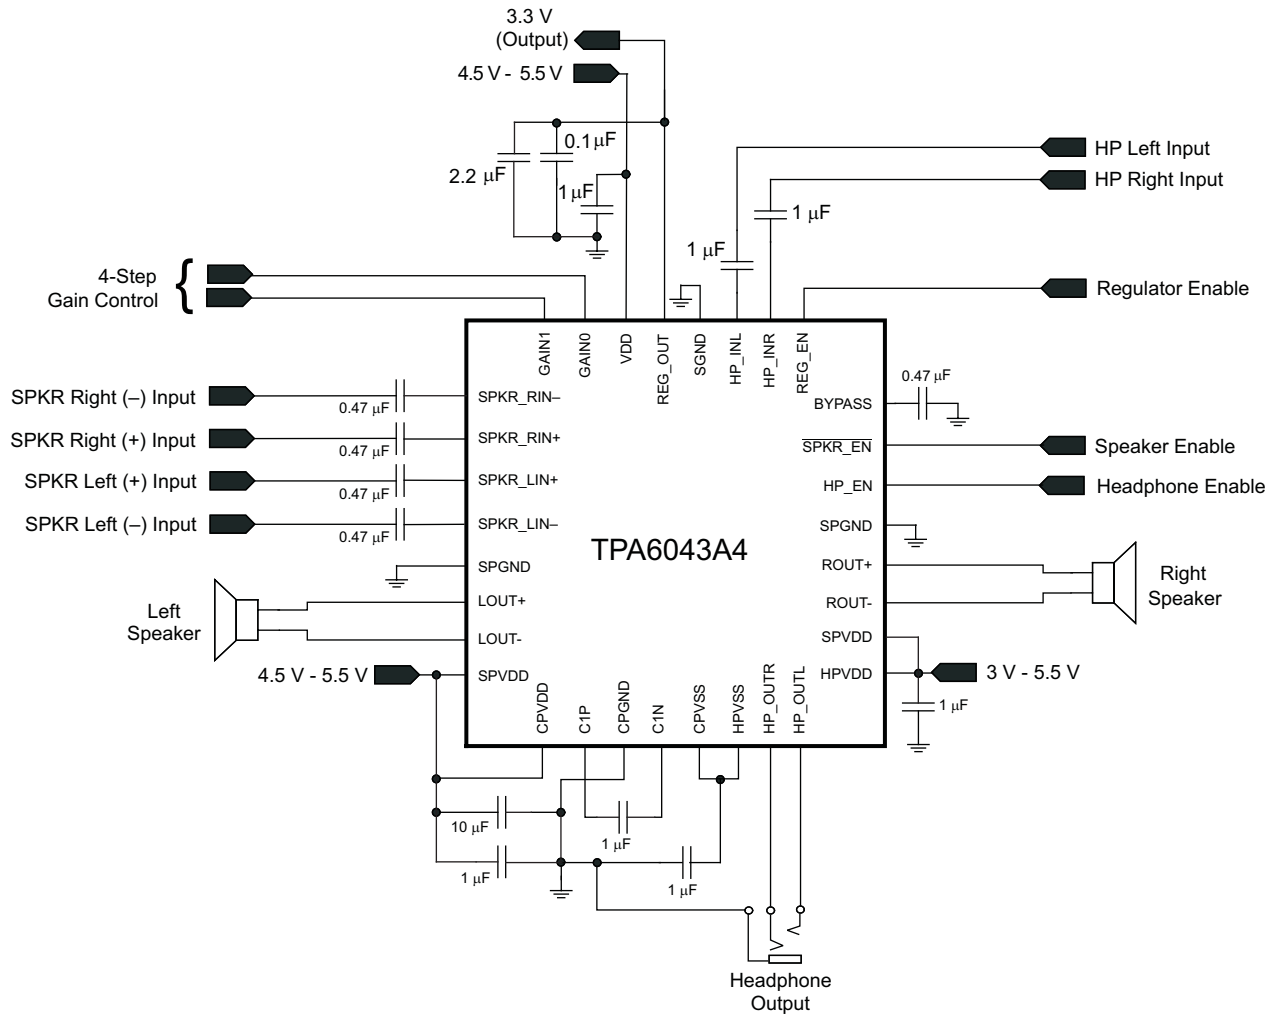 3.3 V
(Output)
4.5 V - 5.5 V
0.1 μF
2.2 μF
1 μF
HP Left Input
HP Right Input
1 μF
1 μF
4-Step
Gain Control
{
Regulator Enable
GAIN1
GAIN0
VDD
REG_OUT
SGND
HP_INL
HP_INR
REG_EN
SPKR Right (–) Input
0.47 μF
SPKR_RIN–
SPKR Right (+) Input
0.47 μF
SPKR_RIN+
SPKR Left (+) Input
0.47 μF
SPKR_LIN+
SPKR Left (–) Input
0.47 μF
SPKR_LIN–
SPGND
Left
Speaker
LOUT+
LOUT-
4.5 V - 5.5 V
SPVDD
TPA6043A4
BYPASS
0.47 μF
SPKR_EN
Speaker Enable
HP_EN
Headphone Enable
SPGND
ROUT+
ROUT-
Right
Speaker
SPVDD
HPVDD
3 V - 5.5 V
1 μF
CPVDD
C1P
CPGND
C1N
CPVSS
HPVSS
HP_OUTR
HP_OUTL
10 μF
1 μF
1 μF
1 μF
Headphone
Output